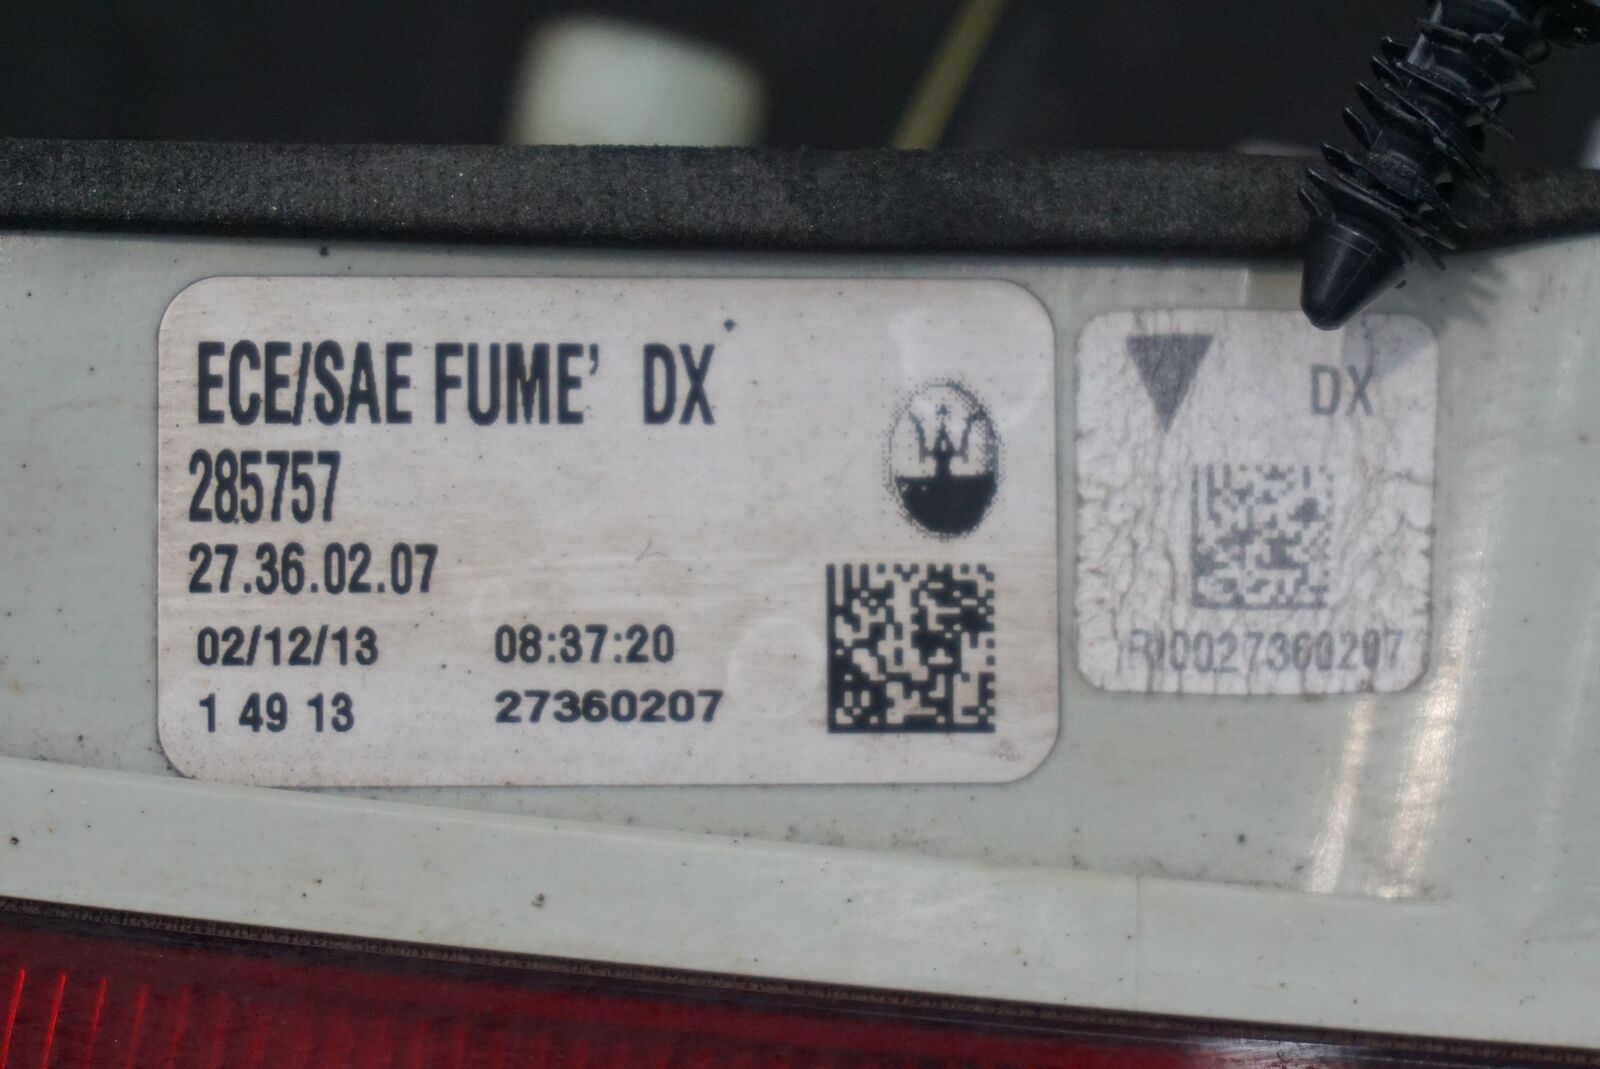 ECE/SAE FUME' DX
285757
27.36.02.07
02/12/13 08:37:20
1 49 13 27360207
DX
RI0027360207